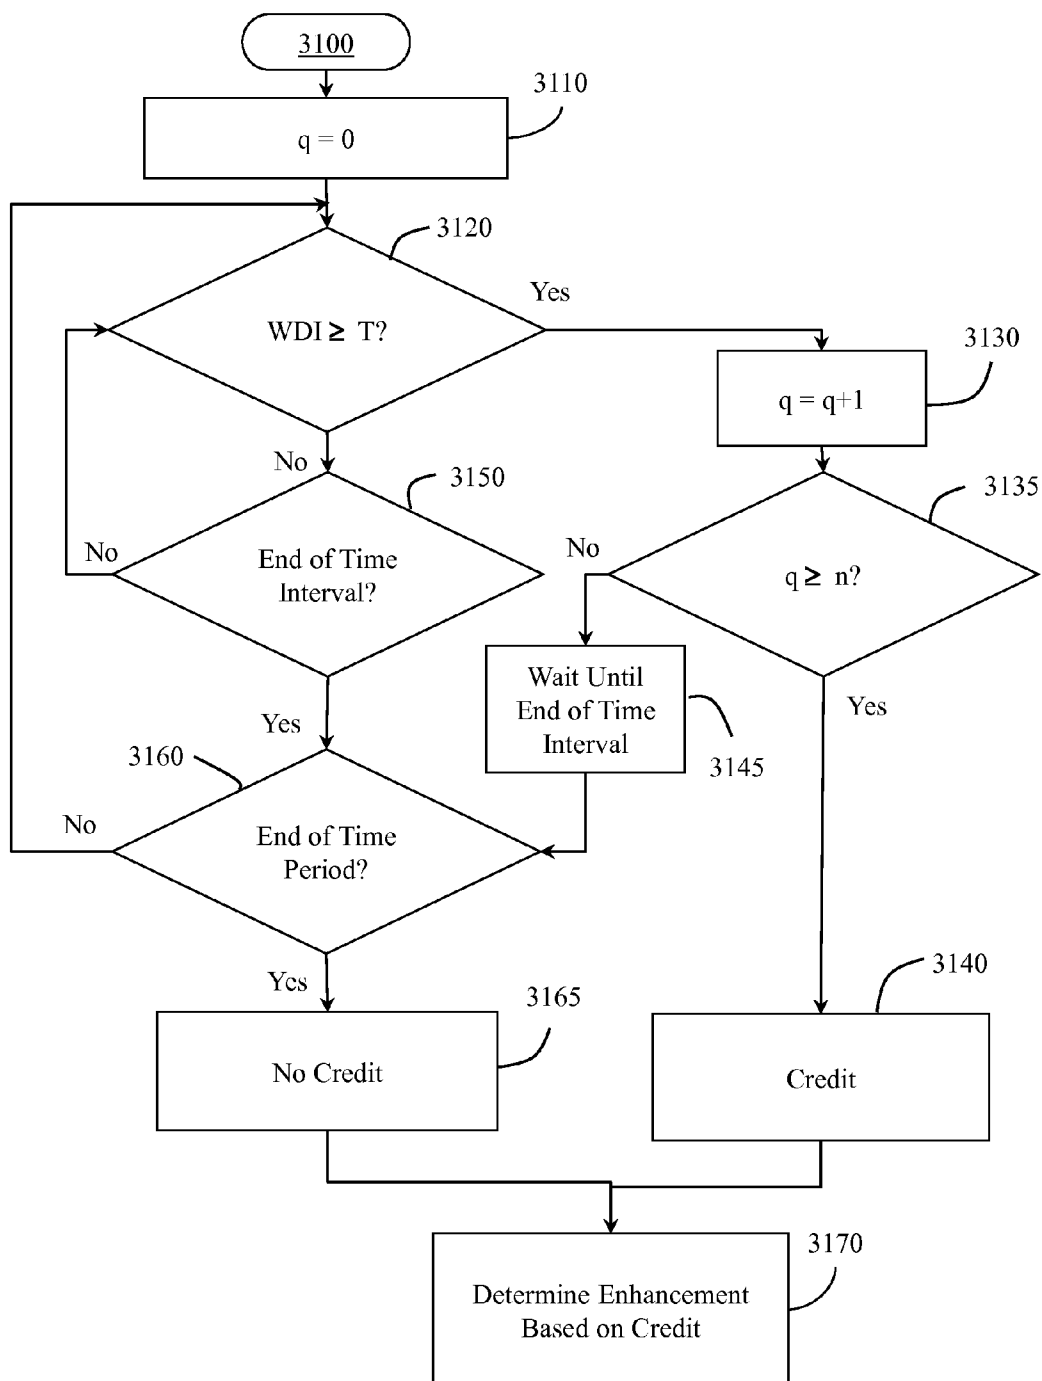 3100
3110
q = 0
3120
Yes
WDI ≥ T?
3130
q = q+1
No
3150
3135
No
End of Time
Interval?
No
q ≥ n?
Wait Until
End of Time
Interval
Yes
Yes
3160
3145
No
End of Time
Period?
Yes
3140
3165
No Credit
Credit
3170
Determine Enhancement
Based on Credit